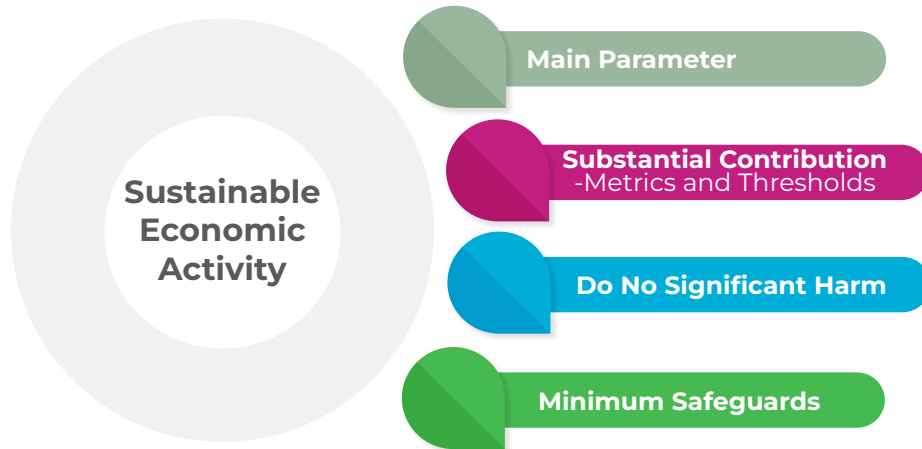 Sustainable
Economic
Activity
Main Parameter
Substantial Contribution
-Metrics and Thresholds
Do No Significant Harm
Minimum Safeguards